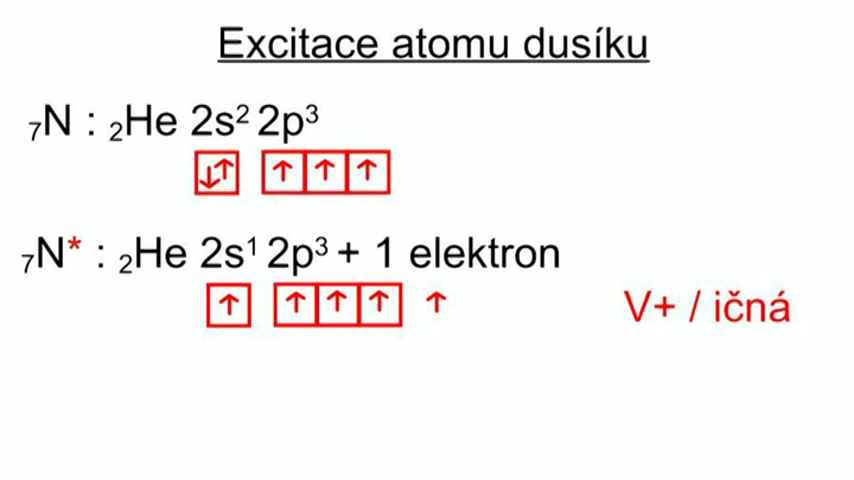 Excitace atomu dusíku
₇N : ₂He 2s² 2p³
↓↑ ↑ ↑ ↑
₇N* : ₂He 2s¹ 2p³ + 1 elektron
↑ ↑ ↑ ↑ ↑ V+ / ičná